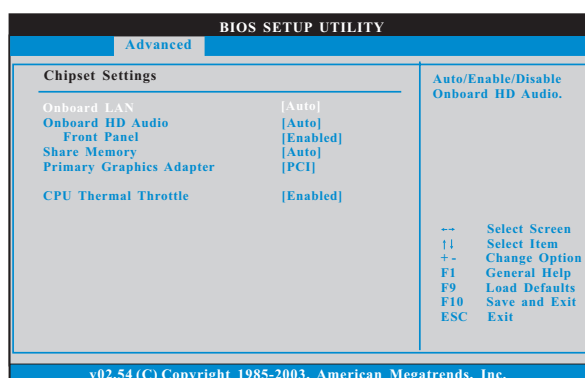 BIOS SETUP UTILITY
Advanced
Chipset Settings
Onboard LAN [Auto]
Onboard HD Audio [Auto]
Front Panel [Enabled]
Share Memory [Auto]
Primary Graphics Adapter [PCI]
CPU Thermal Throttle [Enabled]
Auto/Enable/Disable
Onboard HD Audio.
←→ Select Screen
↑↓ Select Item
+ - Change Option
F1 General Help
F9 Load Defaults
F10 Save and Exit
ESC Exit
v02.54 (C) Copyright 1985-2003, American Megatrends, Inc.